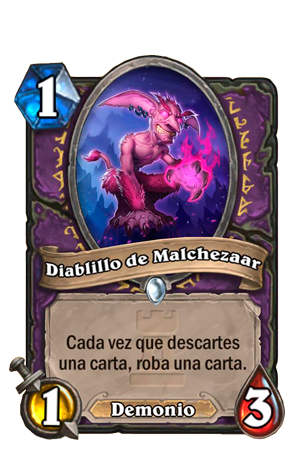 1
Diablillo de Malchezaar
Cada vez que descartes
una carta, roba una carta.
1
Demonio
3